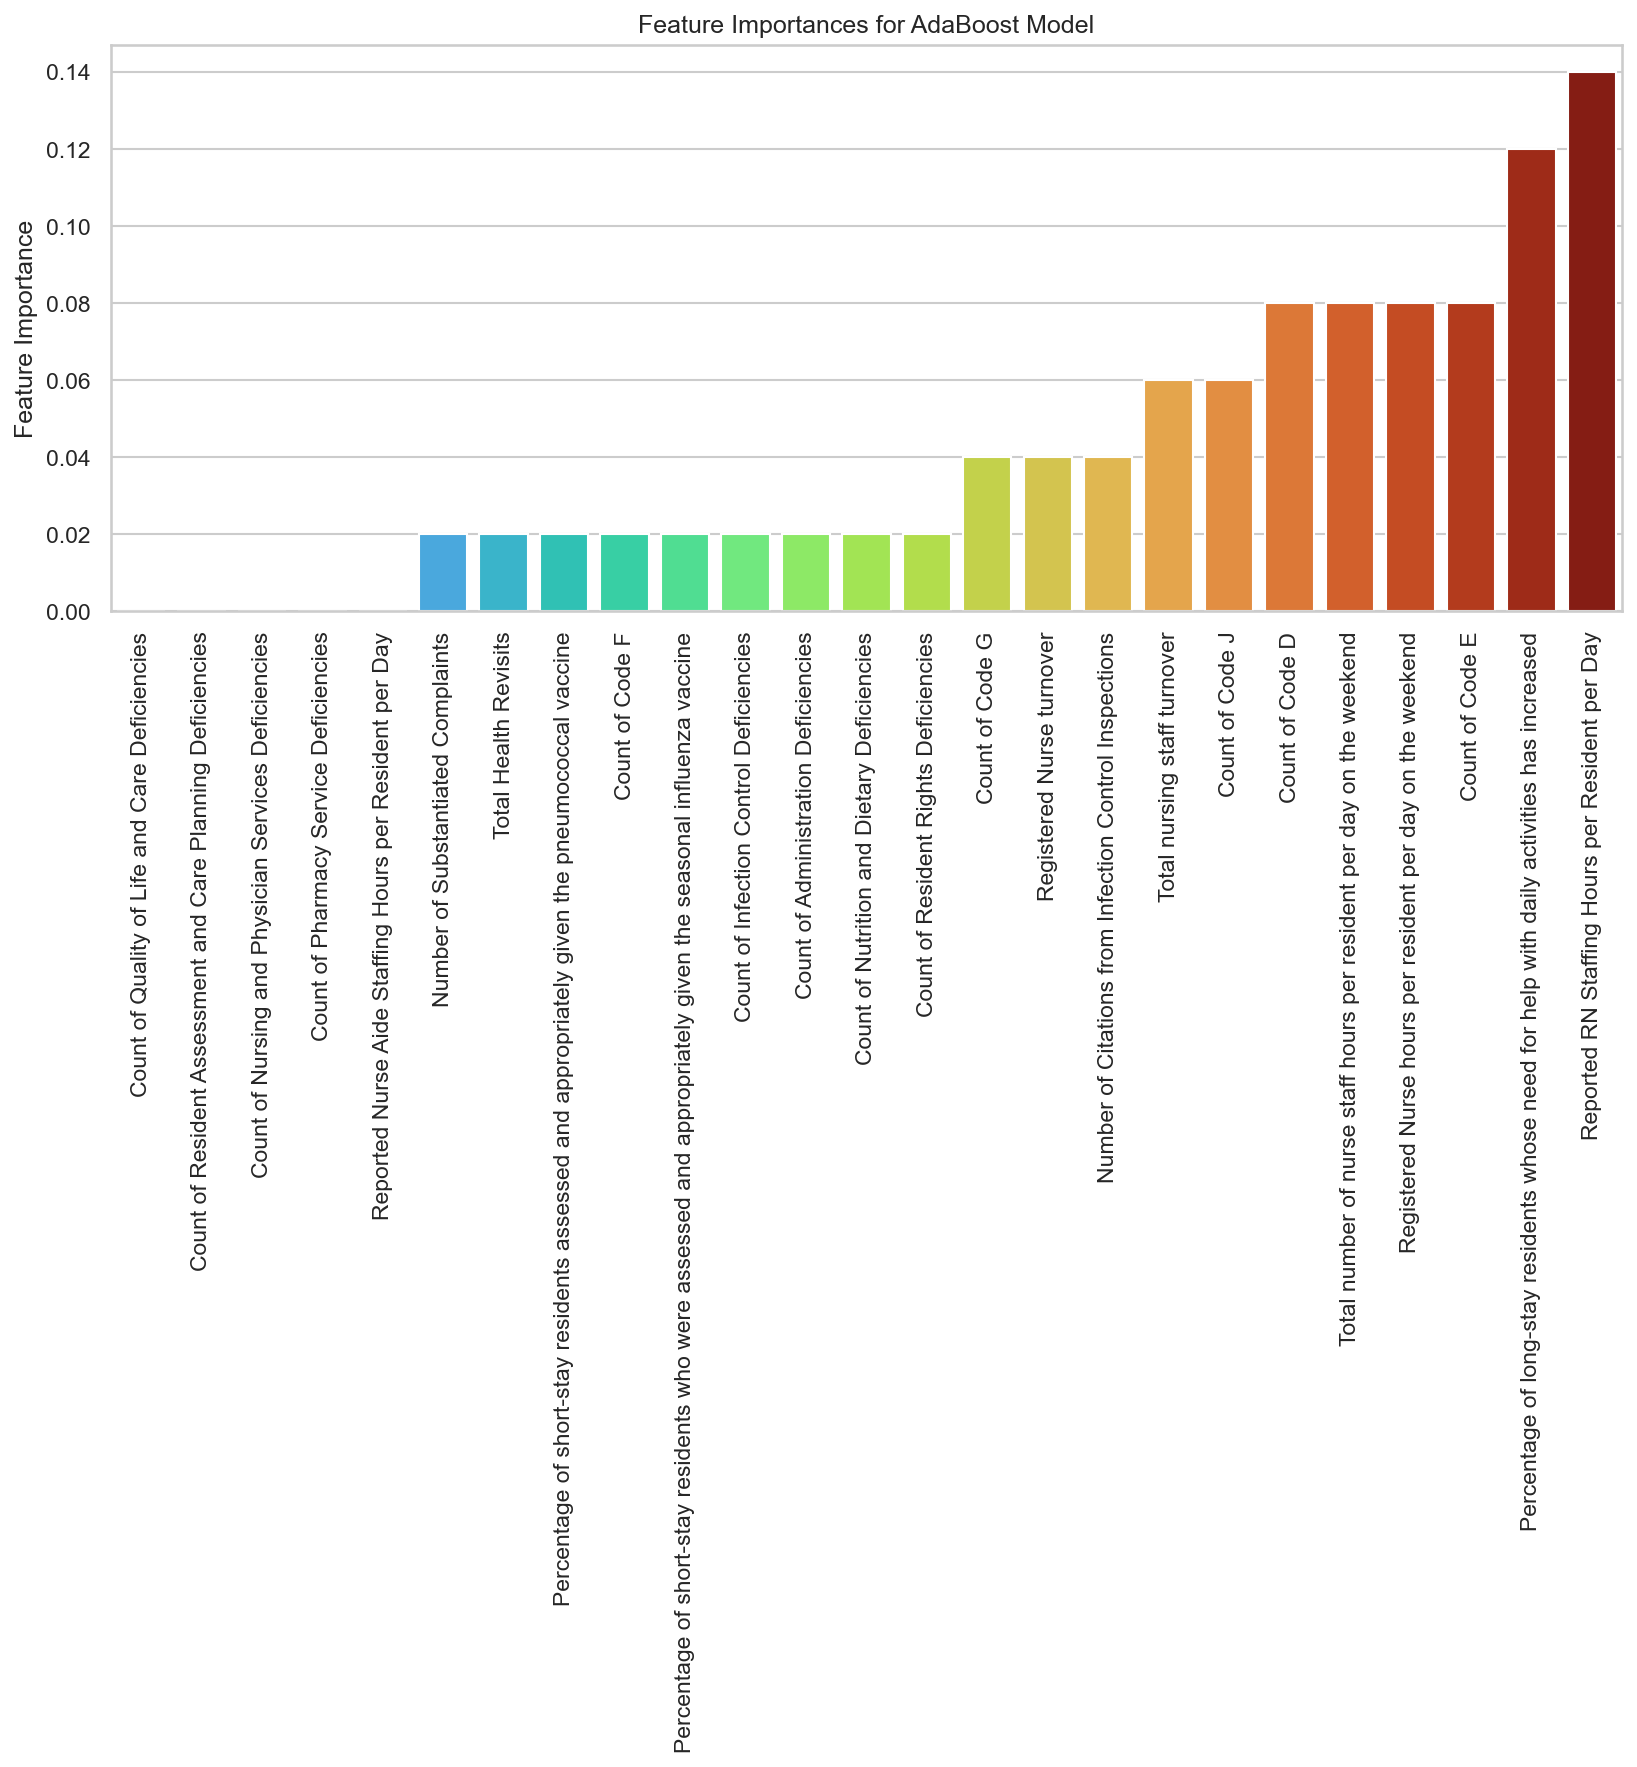 Feature Importances for AdaBoost Model
Feature Importance
0.14
0.12
0.10
0.08
0.06
0.04
0.02
0.00
Count of Quality of Life and Care Deficiencies
Count of Resident Assessment and Care Planning Deficiencies
Count of Nursing and Physician Services Deficiencies
Count of Pharmacy Service Deficiencies
Reported Nurse Aide Staffing Hours per Resident per Day
Number of Substantiated Complaints
Total Health Revisits
Percentage of short-stay residents assessed and appropriately given the pneumococcal vaccine
Count of Code F
Percentage of short-stay residents who were assessed and appropriately given the seasonal influenza vaccine
Count of Infection Control Deficiencies
Count of Administration Deficiencies
Count of Nutrition and Dietary Deficiencies
Count of Resident Rights Deficiencies
Count of Code G
Registered Nurse turnover
Number of Citations from Infection Control Inspections
Total nursing staff turnover
Count of Code J
Count of Code D
Total number of nurse staff hours per resident per day on the weekend
Registered Nurse hours per resident per day on the weekend
Count of Code E
Percentage of long-stay residents whose need for help with daily activities has increased
Reported RN Staffing Hours per Resident per Day